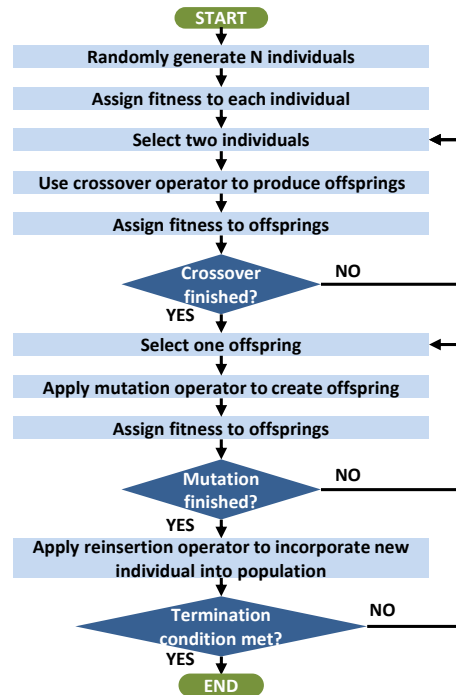 START
Randomly generate N individuals
Assign fitness to each individual
Select two individuals
Use crossover operator to produce offsprings
Assign fitness to offsprings
Crossover
finished?
NO
YES
Select one offspring
Apply mutation operator to create offspring
Assign fitness to offsprings
Mutation
finished?
NO
YES
Apply reinsertion operator to incorporate new
individual into population
Termination
condition met?
NO
YES
END